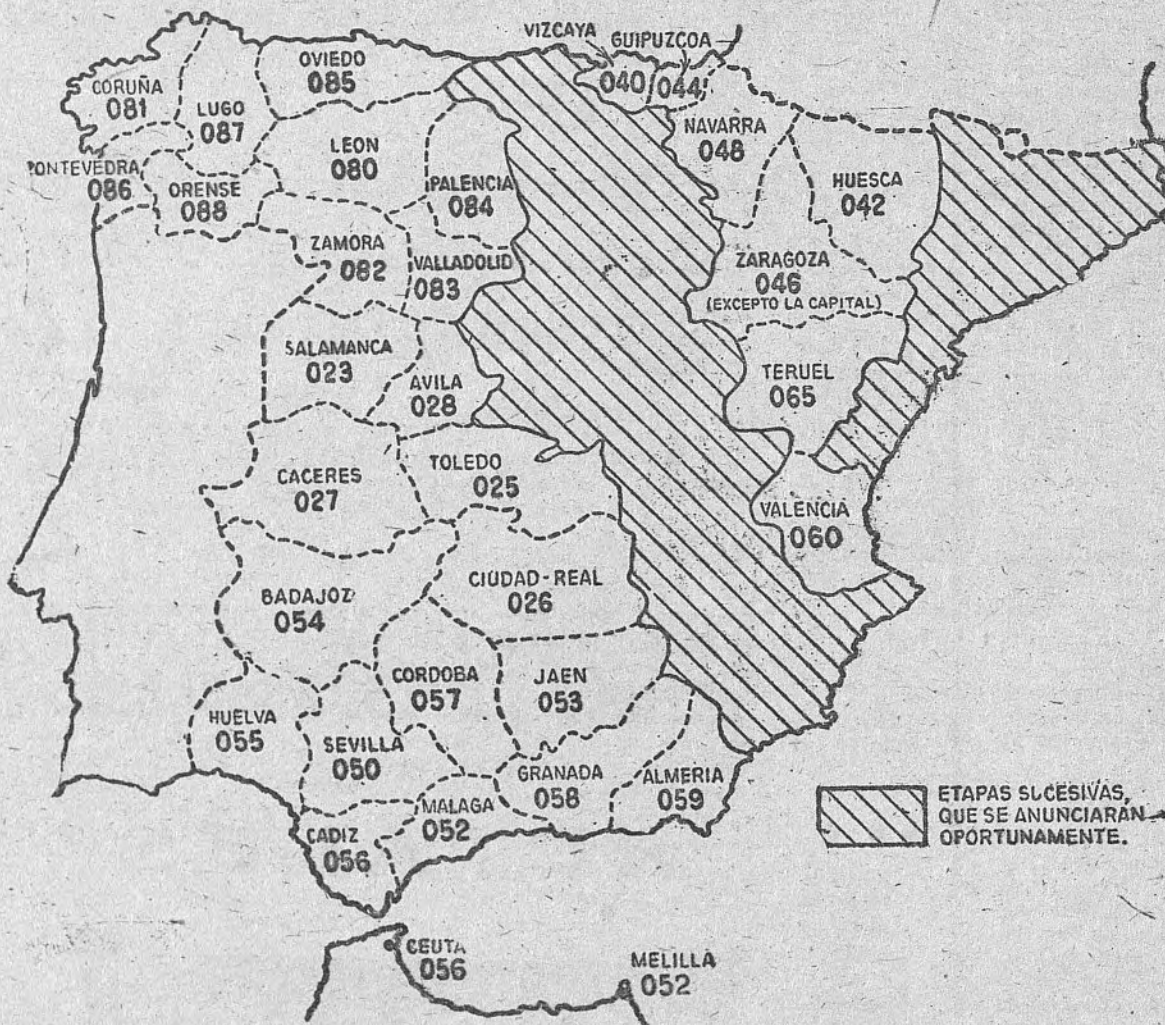 VIZCAYA
040
GUIPUZCOA
044
OVIEDO
085
CORUÑA
081
LUGO
087
NAVARRA
048
LEON
080
HUESCA
042
PONTEVEDRA
086
ORENSE
088
PALENCIA
084
ZAMORA
082
VALLADOLID
083
ZARAGOZA
046
(EXCEPTO LA CAPITAL)
SALAMANCA
023
AVILA
028
TERUEL
065
CACERES
027
TOLEDO
025
VALENCIA
060
CIUDAD-REAL
026
BADAJOZ
054
CORDOBA
057
JAEN
053
HUELVA
055
SEVILLA
050
GRANADA
058
ALMERIA
059
MALAGA
052
CADIZ
056
ETAPAS SUCESIVAS,
QUE SE ANUNCIARAN
OPORTUNAMENTE.
CEUTA
056
MELILLA
052